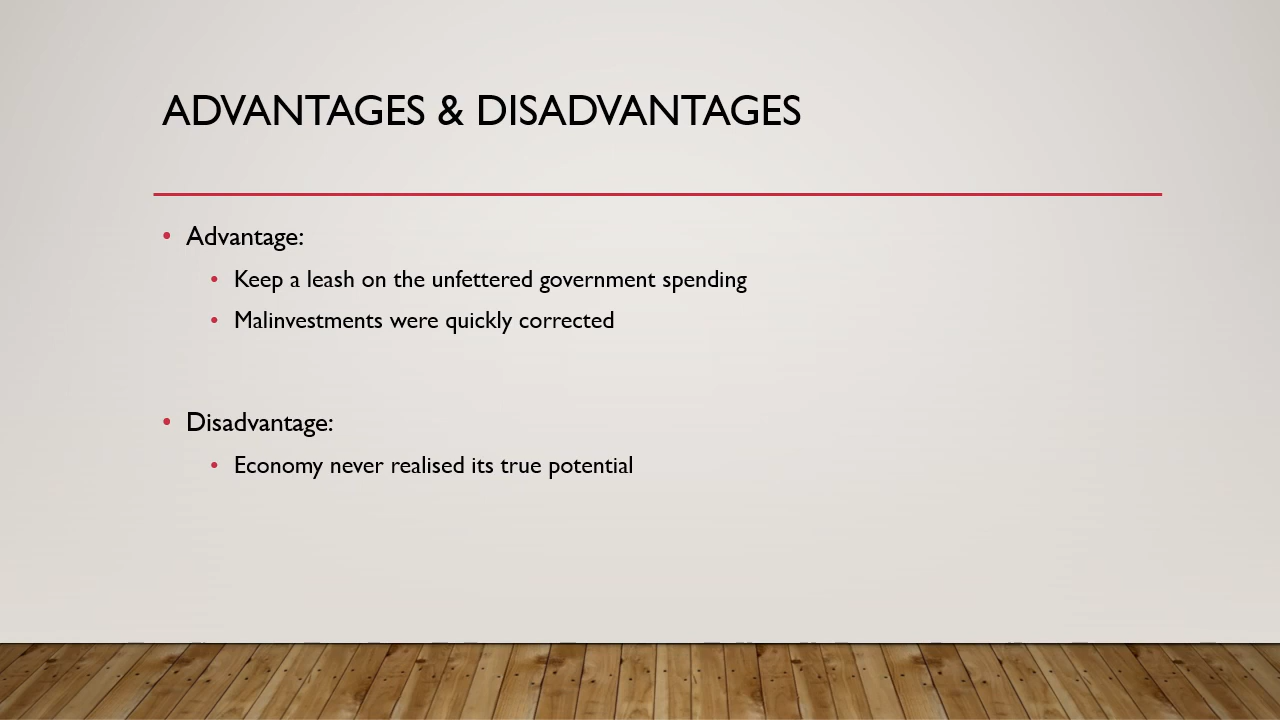 ADVANTAGES & DISADVANTAGES
• Advantage:
• Keep a leash on the unfettered government spending
• Malinvestments were quickly corrected
• Disadvantage:
• Economy never realised its true potential